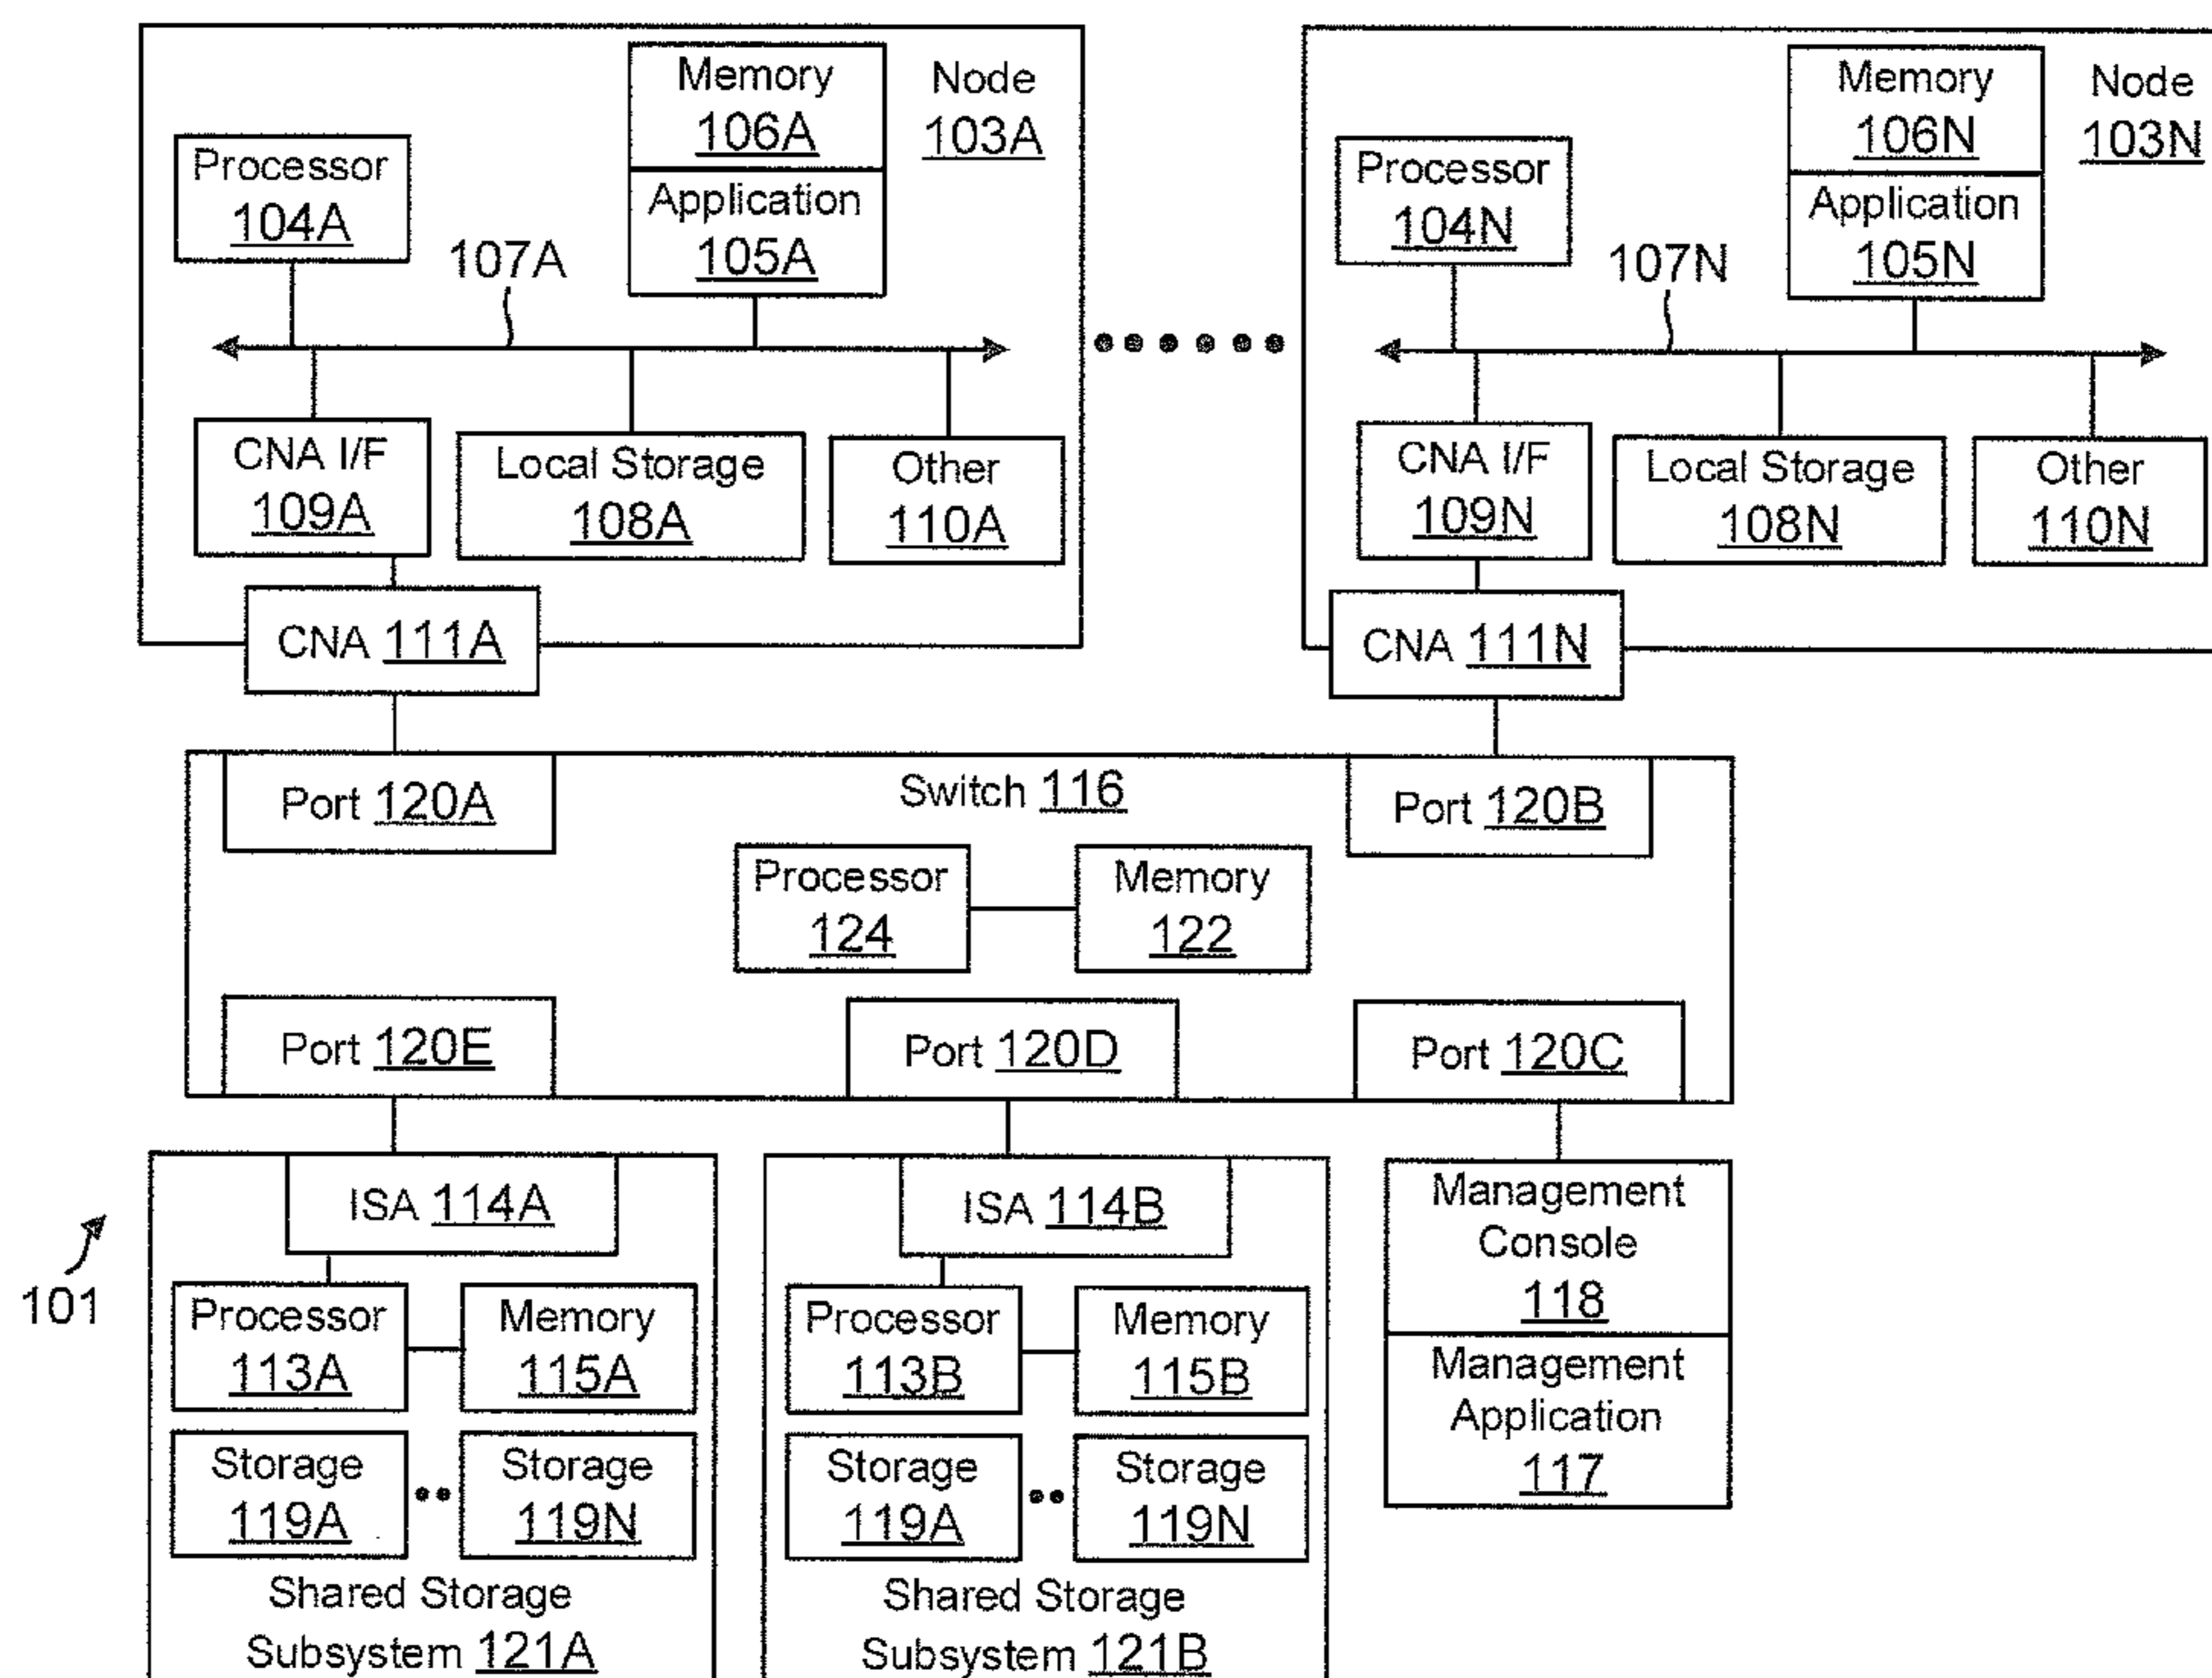 Memory
106A
Node
103A
Processor
104A
Application
105A
107A
CNA I/F
109A
Local Storage
108A
Other
110A
CNA 111A
Memory
106N
Node
103N
Processor
104N
Application
105N
107N
CNA I/F
109N
Local Storage
108N
Other
110N
CNA 111N
Port 120A
Switch 116
Port 120B
Processor
124
Memory
122
Port 120E
Port 120D
Port 120C
101
ISA 114A
Processor
113A
Memory
115A
Storage
119A
Storage
119N
Shared Storage
Subsystem 121A
ISA 114B
Processor
113B
Memory
115B
Storage
119A
Storage
119N
Shared Storage
Subsystem 121B
Management
Console
118
Management
Application
117